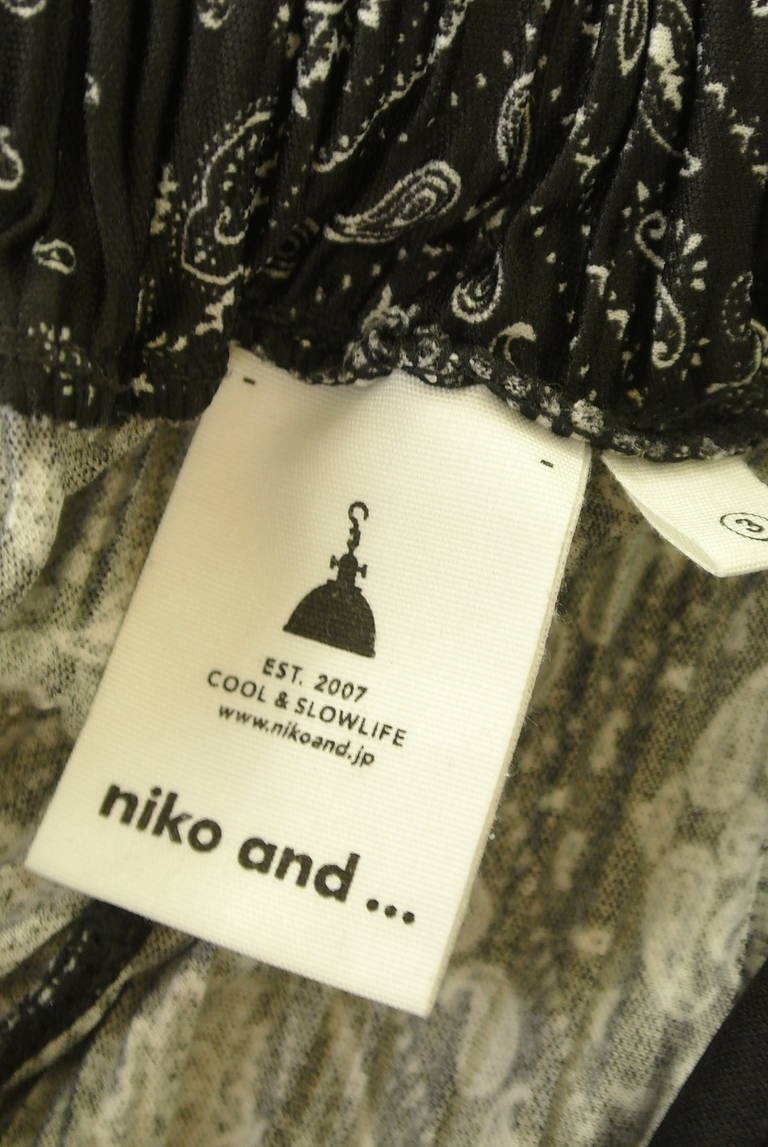 EST. 2007
COOL & SLOWLIFE
www.nikoand.jp
niko and ...
3